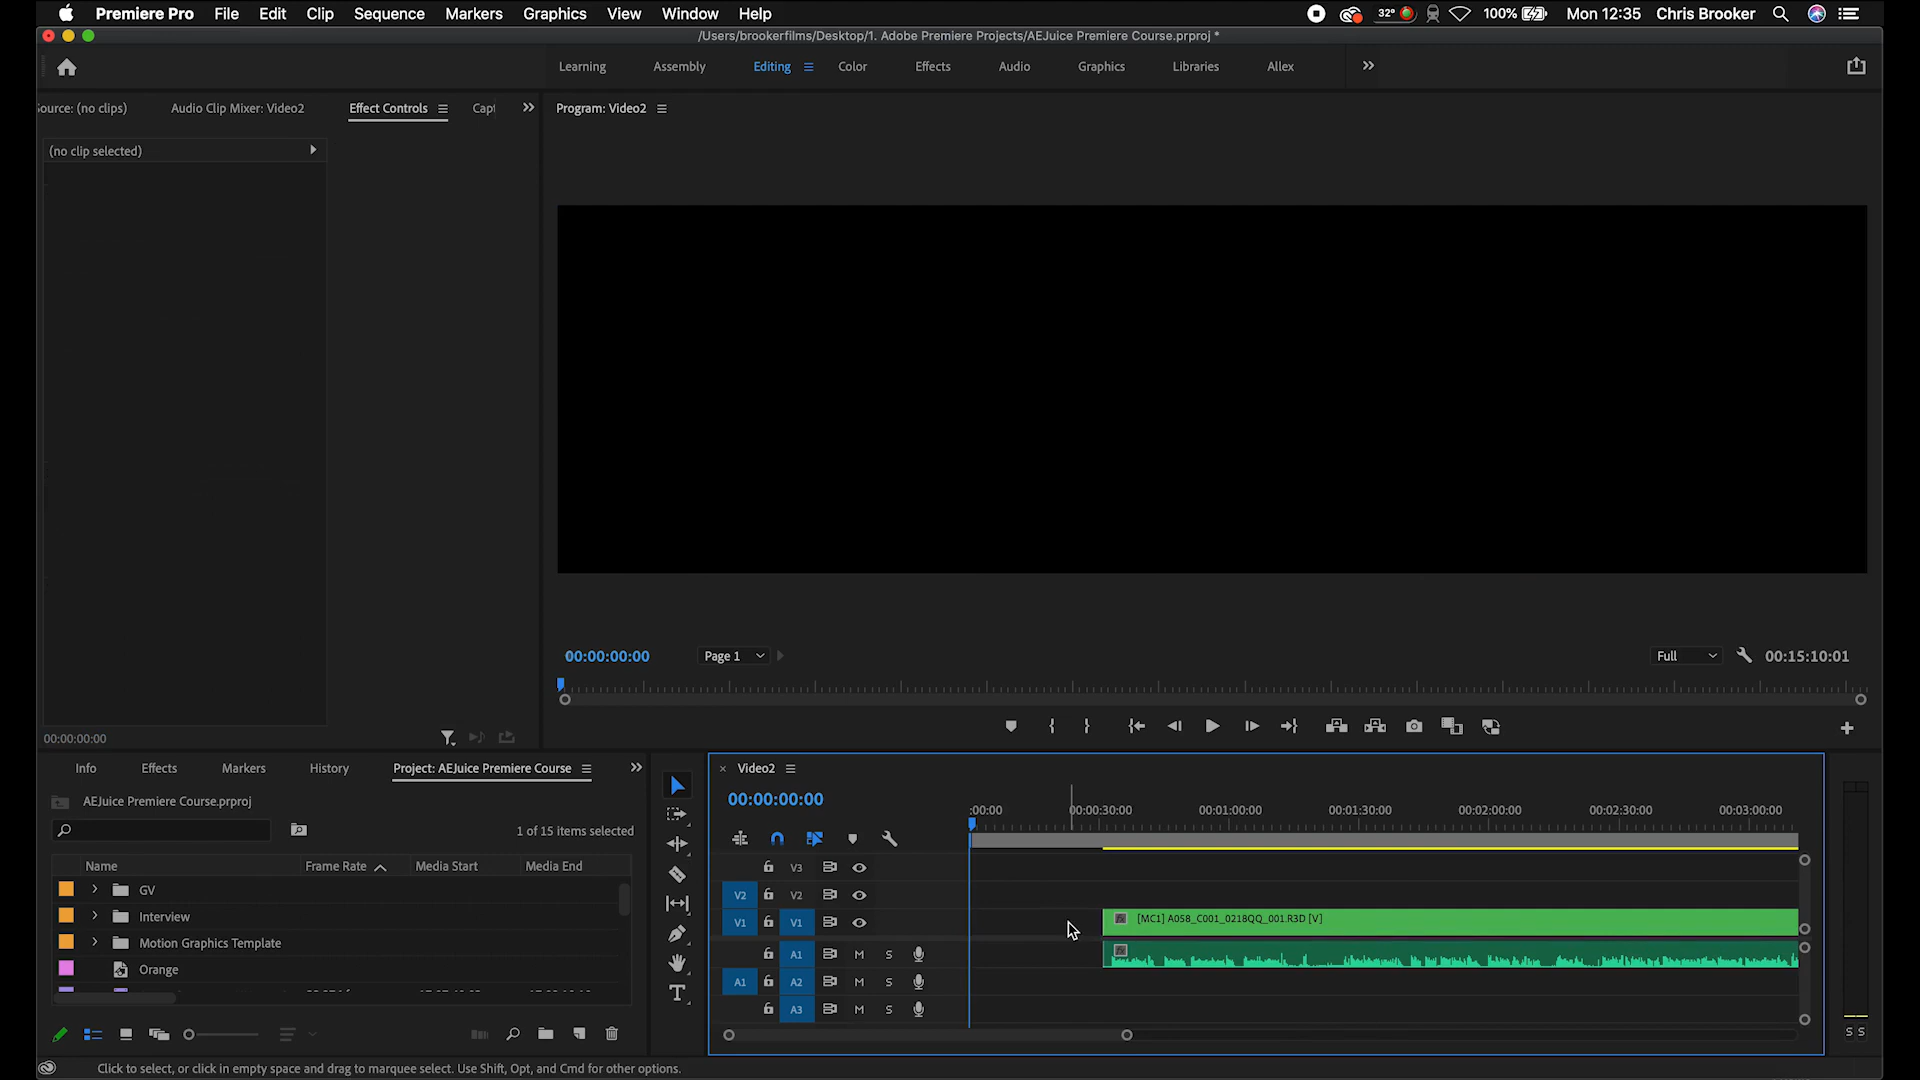 Premiere Pro File Edit Clip Sequence Markers Graphics View Window Help 32° 100% Mon 12:35 Chris Brooker
/Users/brookerfilms/Desktop/1. Adobe Premiere Projects/AEJuice Premiere Course.prproj *
Learning Assembly Editing Color Effects Audio Graphics Libraries Allex
Source: (no clips) Audio Clip Mixer: Video2 Effect Controls Capt
Program: Video2
(no clip selected)
00:00:00:00 Page 1 Full 00:15:10:01
00:00:00:00
Info Effects Markers History Project: AEJuice Premiere Course
AEJuice Premiere Course.prproj
1 of 15 items selected
Name Frame Rate Media Start Media End
GV
Interview
Motion Graphics Template
Orange
Video2
00:00:00:00
:00:00 00:00:30:00 00:01:00:00 00:01:30:00 00:02:00:00 00:02:30:00 00:03:00:00
V3
V2 V2
V1 V1 [MC1] A058_C001_0218QQ_001.R3D [V]
A1 M S
A1 A2 M S
A3 M S
S S
Click to select, or click in empty space and drag to marquee select. Use Shift, Opt, and Cmd for other options.